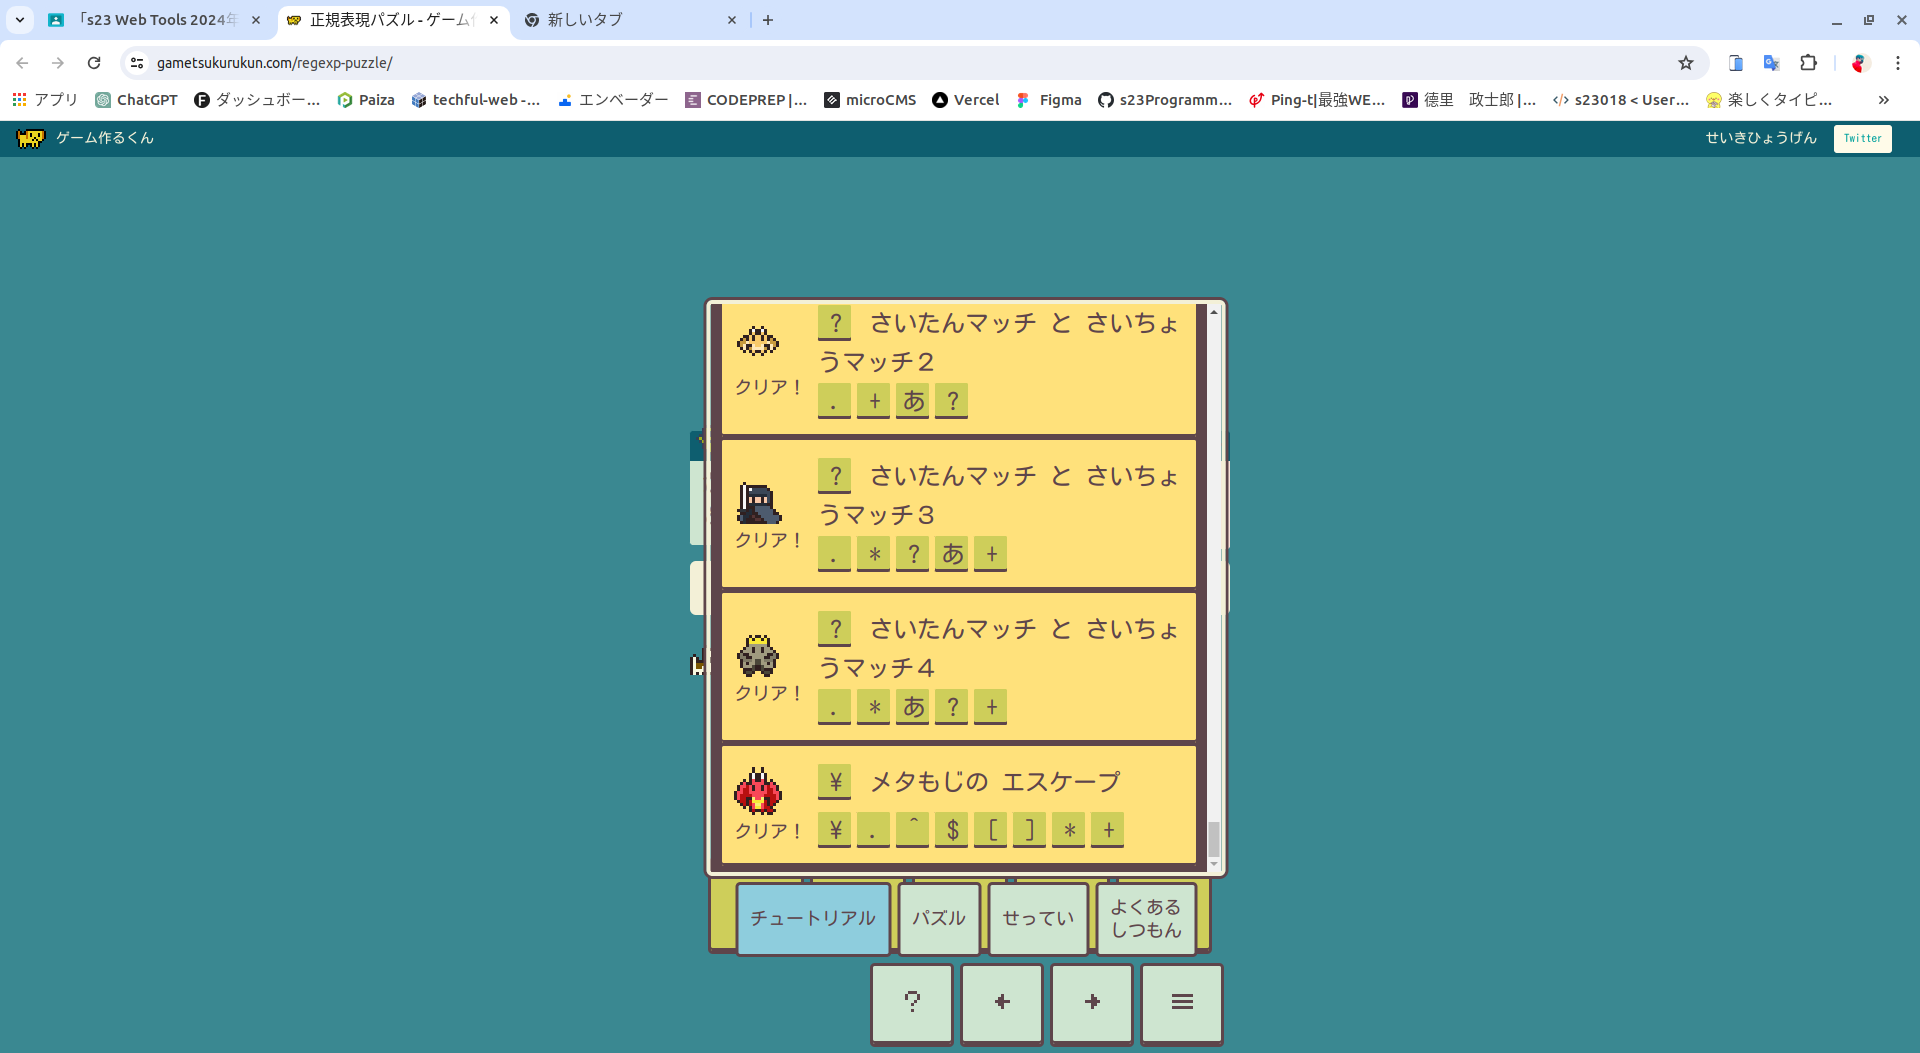 「s23 Web Tools 2024年
正規表現パズル - ゲーム
新しいタブ
gametsukurukun.com/regexp-puzzle/
アプリ
ChatGPT
ダッシュボー...
Paiza
techful-web -...
エンベーダー
CODEPREP |...
microCMS
Vercel
Figma
s23Programm...
Ping-t|最強WE...
德里 政士郎 |...
s23018 < User...
楽しくタイピ...
ゲーム作るくん
せいきひょうげん
Twitter
? さいたんマッチ と さいちょ
うマッチ2
クリア!
. + あ ?
? さいたんマッチ と さいちょ
うマッチ3
クリア!
. * ? あ +
? さいたんマッチ と さいちょ
うマッチ4
クリア!
. * あ ? +
¥ メタもじの エスケープ
クリア!
¥ . ^ $ [ ] * +
チュートリアル
パズル
せってい
よくある
しつもん
?